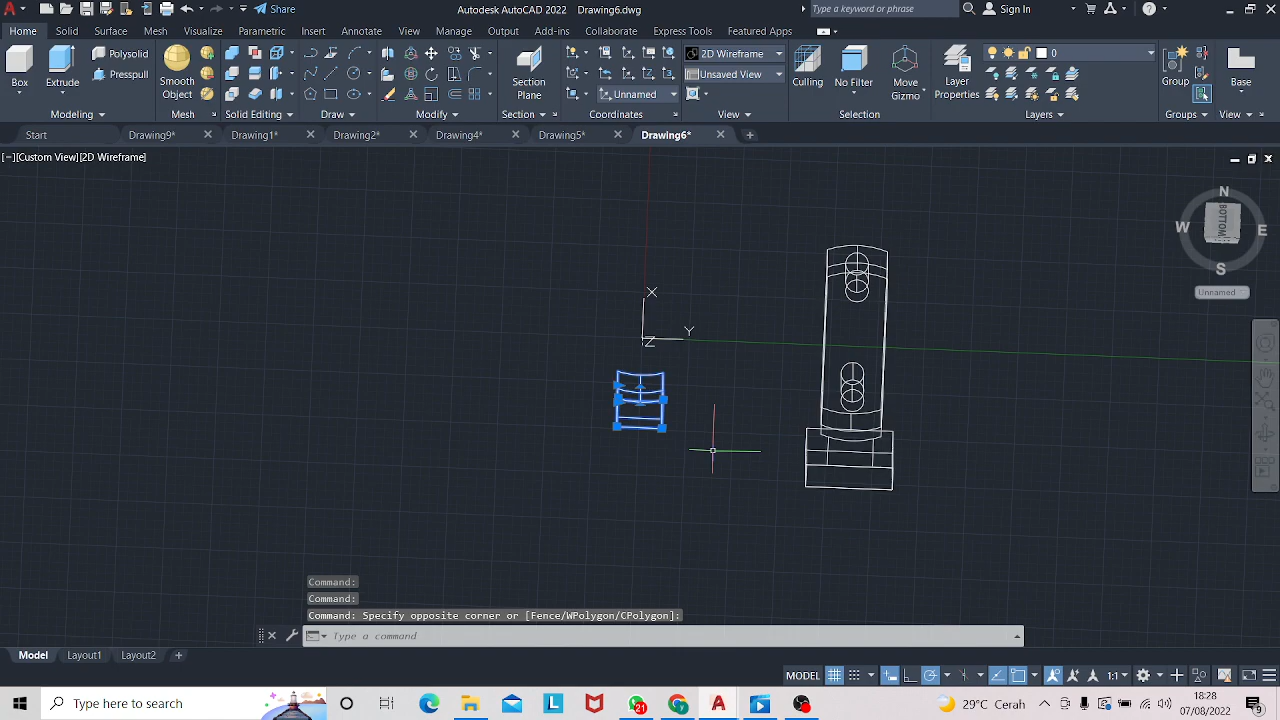 A Share Autodesk AutoCAD 2022 Drawing6.dwg Type a keyword or phrase Sign In
Home Solid Surface Mesh Visualize Parametric Insert Annotate View Manage Output Add-ins Collaborate Express Tools Featured Apps
Box Extrude Polysolid Presspull Smooth Object Section Plane Unnamed 2D Wireframe Unsaved View Culling No Filter Move Gizmo Layer Properties 0 Group Base
Modeling Mesh Solid Editing Draw Modify Section Coordinates View Selection Layers Groups
Start Drawing9* Drawing1* Drawing2* Drawing4* Drawing5* Drawing6*
[−][Custom View][2D Wireframe]
N
W BOTTOM E
S
Unnamed
X
Y
Z
Command:
Command:
Command: Specify opposite corner or [Fence/WPolygon/CPolygon]:
Type a command
Model Layout1 Layout2
MODEL 1:1
Type here to search L 21 A 29°C Cerah 18:28
07/08/2022 8